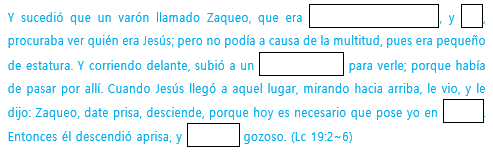 Y sucedió que un varón llamado Zaqueo, que era , y ,
procuraba ver quién era Jesús; pero no podía a causa de la multitud, pues era pequeño
de estatura. Y corriendo delante, subió a un para verle; porque había
de pasar por allí. Cuando Jesús llegó a aquel lugar, mirando hacia arriba, le vio, y le
dijo: Zaqueo, date prisa, desciende, porque hoy es necesario que pose yo en .
Entonces él descendió aprisa, y gozoso. (Lc 19:2~6)